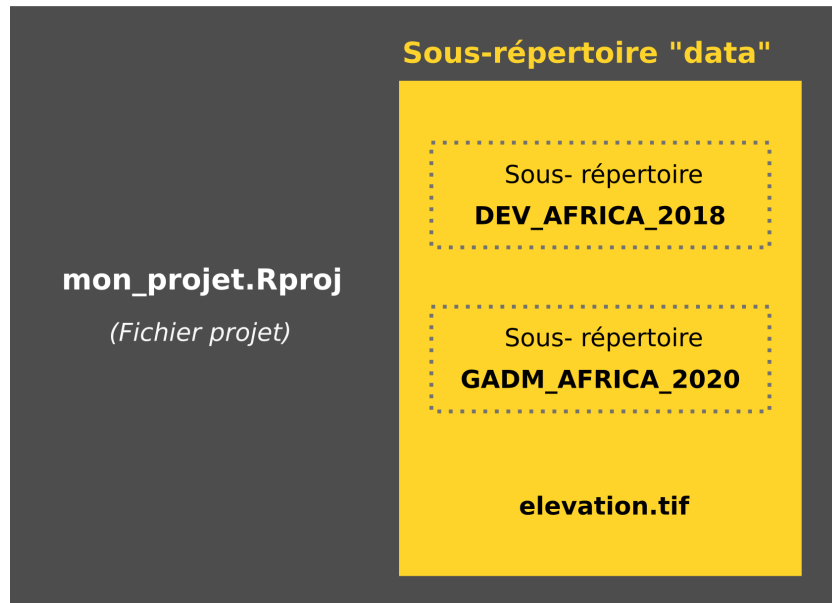 mon_projet.Rproj
(Fichier projet)
Sous-répertoire "data"
Sous- répertoire
DEV_AFRICA_2018
Sous- répertoire
GADM_AFRICA_2020
elevation.tif